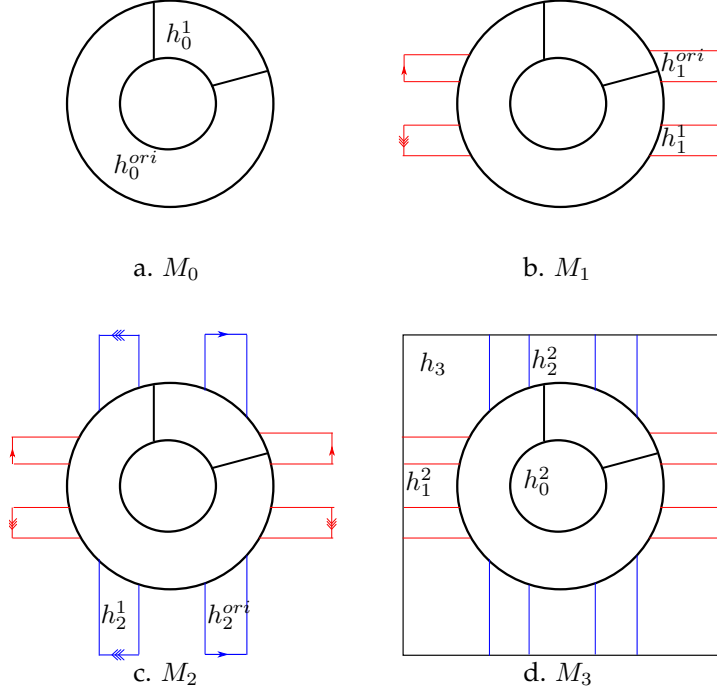 h_0^1
h_0^{ori}
a. M_0
h_1^{ori}
h_1^1
b. M_1
h_2^1
h_2^{ori}
c. M_2
h_3
h_2^2
h_1^2
h_0^2
d. M_3